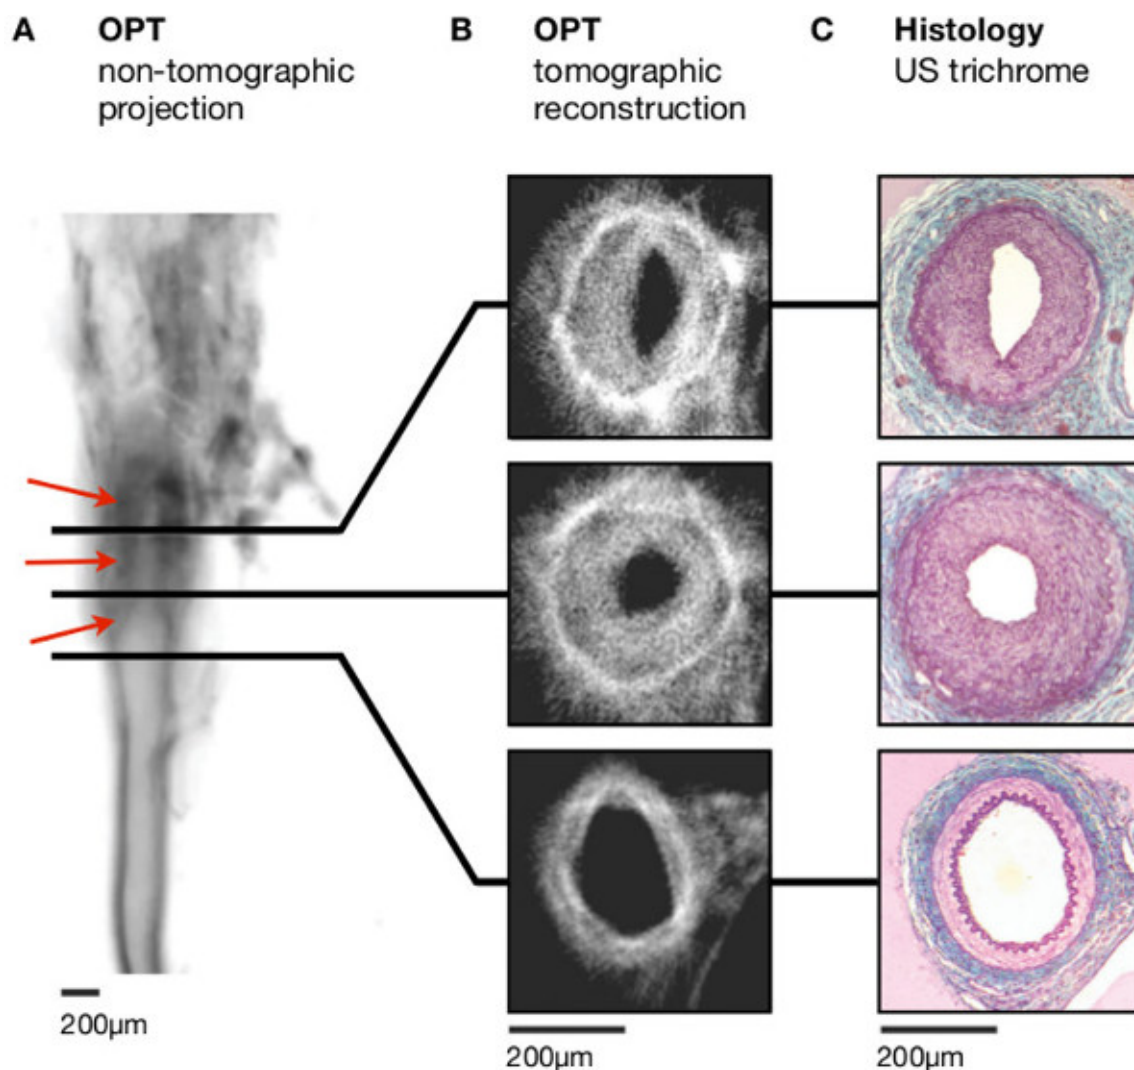 A OPT
non-tomographic
projection
B OPT
tomographic
reconstruction
C Histology
US trichrome
200µm
200µm
200µm